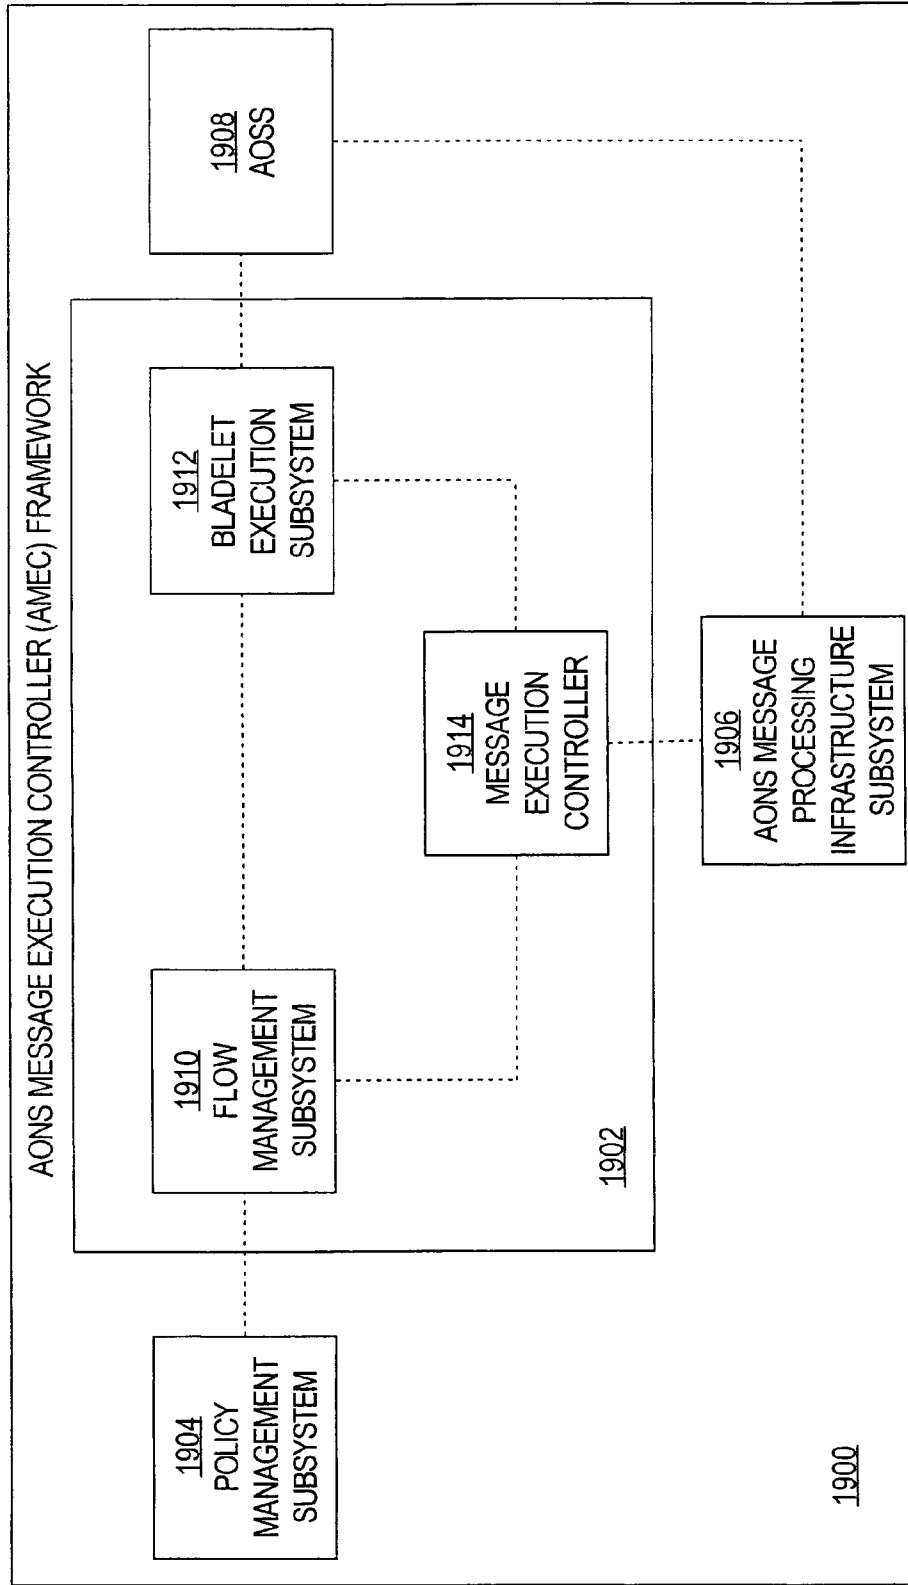 AONS MESSAGE EXECUTION CONTROLLER (AMEC) FRAMEWORK
1904
POLICY
MANAGEMENT
SUBSYSTEM
1910
FLOW
MANAGEMENT
SUBSYSTEM
1912
BLADELET
EXECUTION
SUBSYSTEM
1908
AOSS
1914
MESSAGE
EXECUTION
CONTROLLER
1902
1906
AONS MESSAGE
PROCESSING
INFRASTRUCTURE
SUBSYSTEM
1900